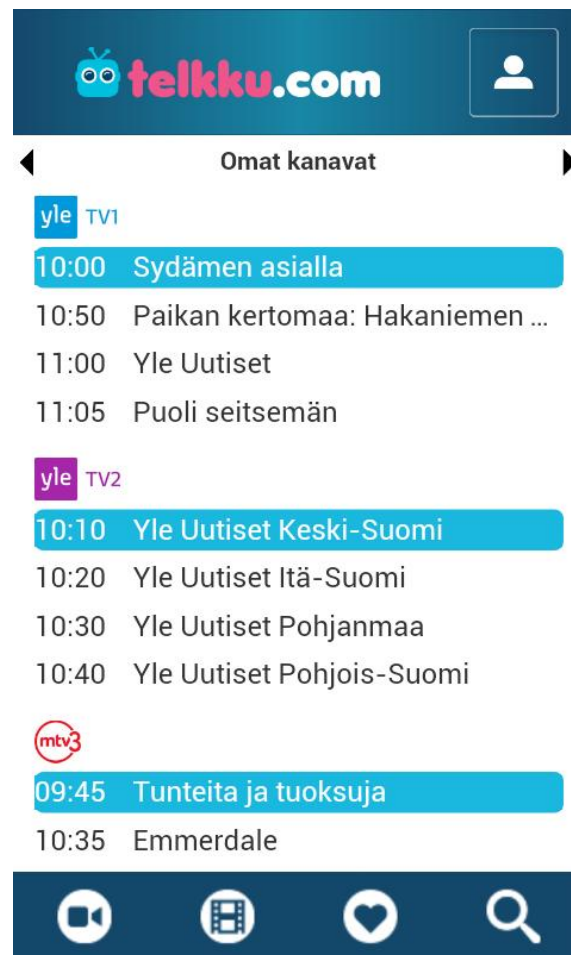 telkku.com
Omat kanavat
yle TV1
10:00 Sydämen asialla
10:50 Paikan kertomaa: Hakaniemen ...
11:00 Yle Uutiset
11:05 Puoli seitsemän
yle TV2
10:10 Yle Uutiset Keski-Suomi
10:20 Yle Uutiset Itä-Suomi
10:30 Yle Uutiset Pohjanmaa
10:40 Yle Uutiset Pohjois-Suomi
mtv3
09:45 Tunteita ja tuoksuja
10:35 Emmerdale